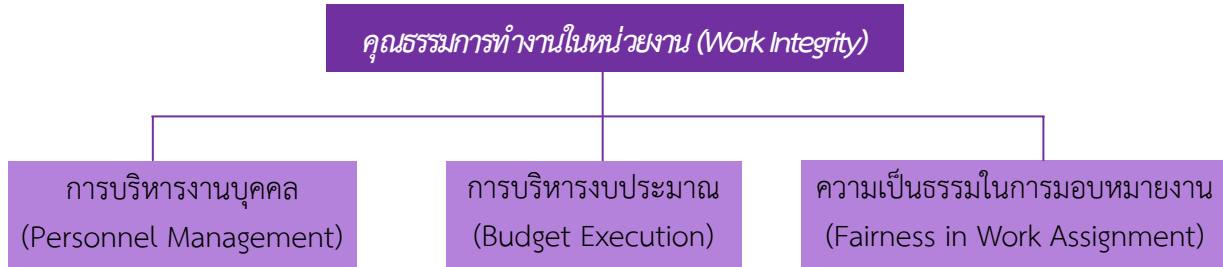 คุณธรรมการทำงานในหน่วยงาน (Work Integrity)
การบริหารงานบุคคล
(Personnel Management)
การบริหารงบประมาณ
(Budget Execution)
ความเป็นธรรมในการมอบหมายงาน
(Fairness in Work Assignment)